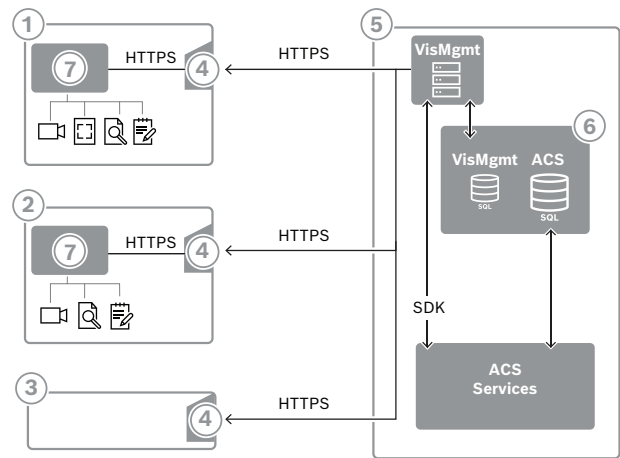 1
7
HTTPS
4
HTTPS
2
7
HTTPS
4
HTTPS
3
4
HTTPS
5
VisMgmt
6
VisMgmt
ACS
SQL
SQL
SDK
ACS
Services